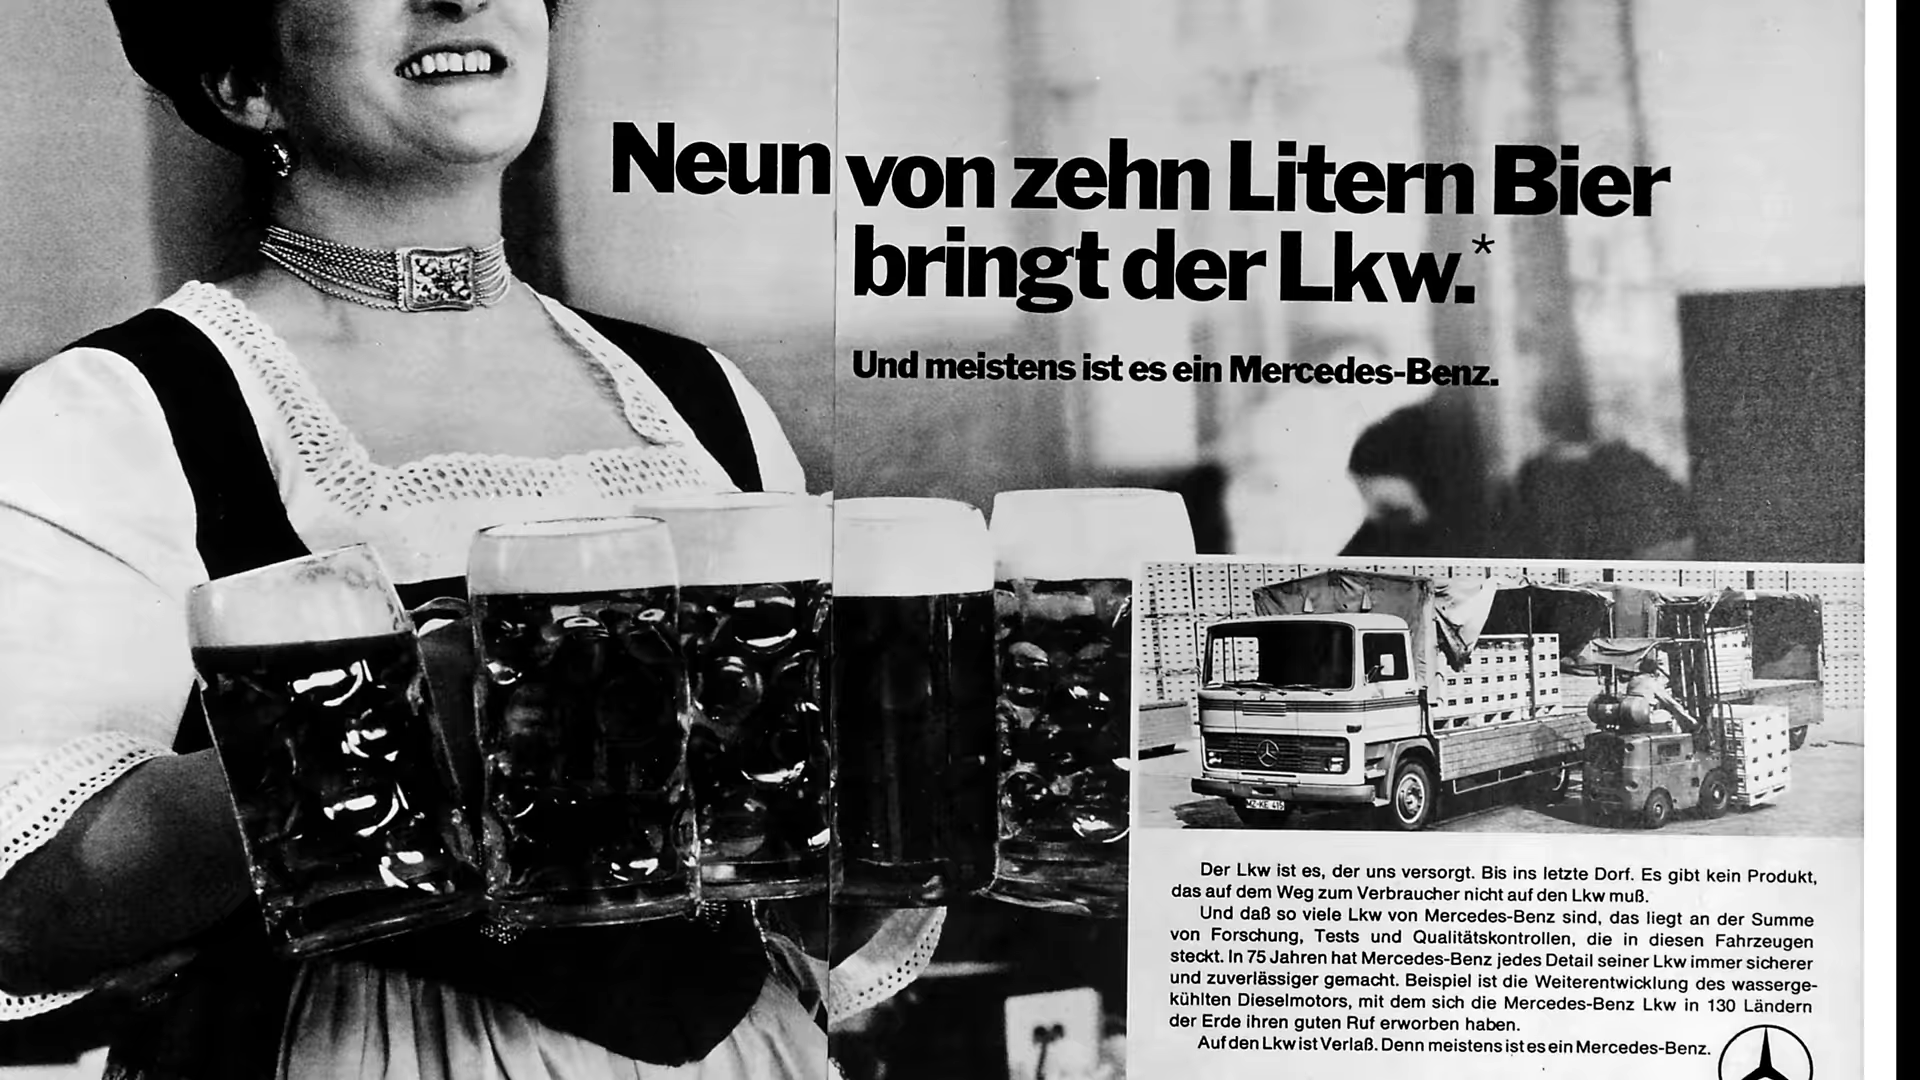 Neun von zehn Litern Bier
bringt der Lkw.*
Und meistens ist es ein Mercedes-Benz.
WZ-KE 415
Der Lkw ist es, der uns versorgt. Bis ins letzte Dorf. Es gibt kein Produkt,
das auf dem Weg zum Verbraucher nicht auf den Lkw muß.
Und daß so viele Lkw von Mercedes-Benz sind, das liegt an der Summe
von Forschung, Tests und Qualitätskontrollen, die in diesen Fahrzeugen
steckt. In 75 Jahren hat Mercedes-Benz jedes Detail seiner Lkw immer sicherer
und zuverlässiger gemacht. Beispiel ist die Weiterentwicklung des wasserge-
kühlten Dieselmotors, mit dem sich die Mercedes-Benz Lkw in 130 Ländern
der Erde ihren guten Ruf erworben haben.
Auf den Lkw ist Verlaß. Denn meistens ist es ein Mercedes-Benz.